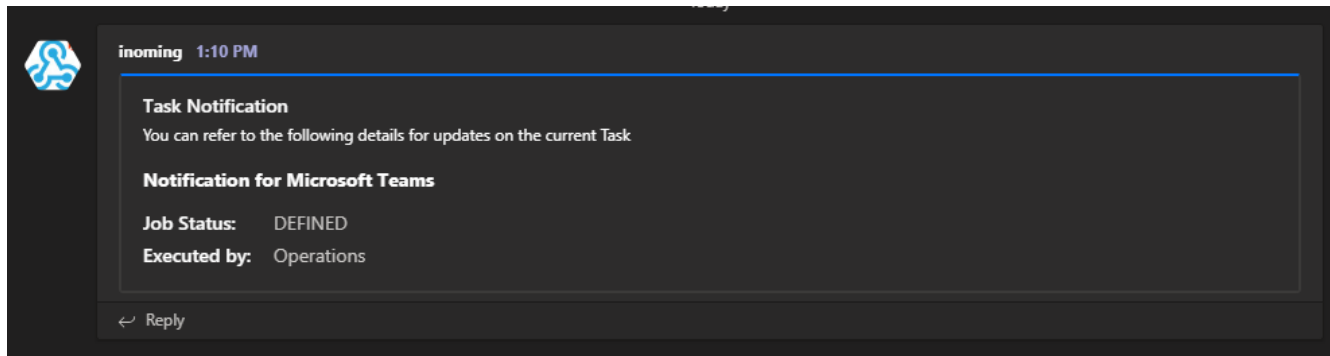 inoming 1:10 PM
Task Notification
You can refer to the following details for updates on the current Task
Notification for Microsoft Teams
Job Status: DEFINED
Executed by: Operations
Reply